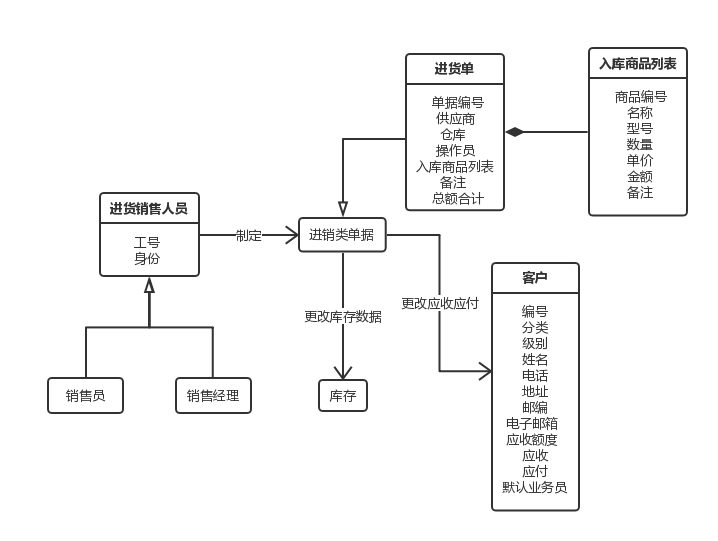 进货单
单据编号
供应商
仓库
操作员
入库商品列表
备注
总额合计
入库商品列表
商品编号
名称
型号
数量
单价
金额
备注
进货销售人员
工号
身份
制定
进销类单据
更改库存数据
更改应收应付
销售员
销售经理
库存
客户
编号
分类
级别
姓名
电话
地址
邮编
电子邮箱
应收额度
应收
应付
默认业务员